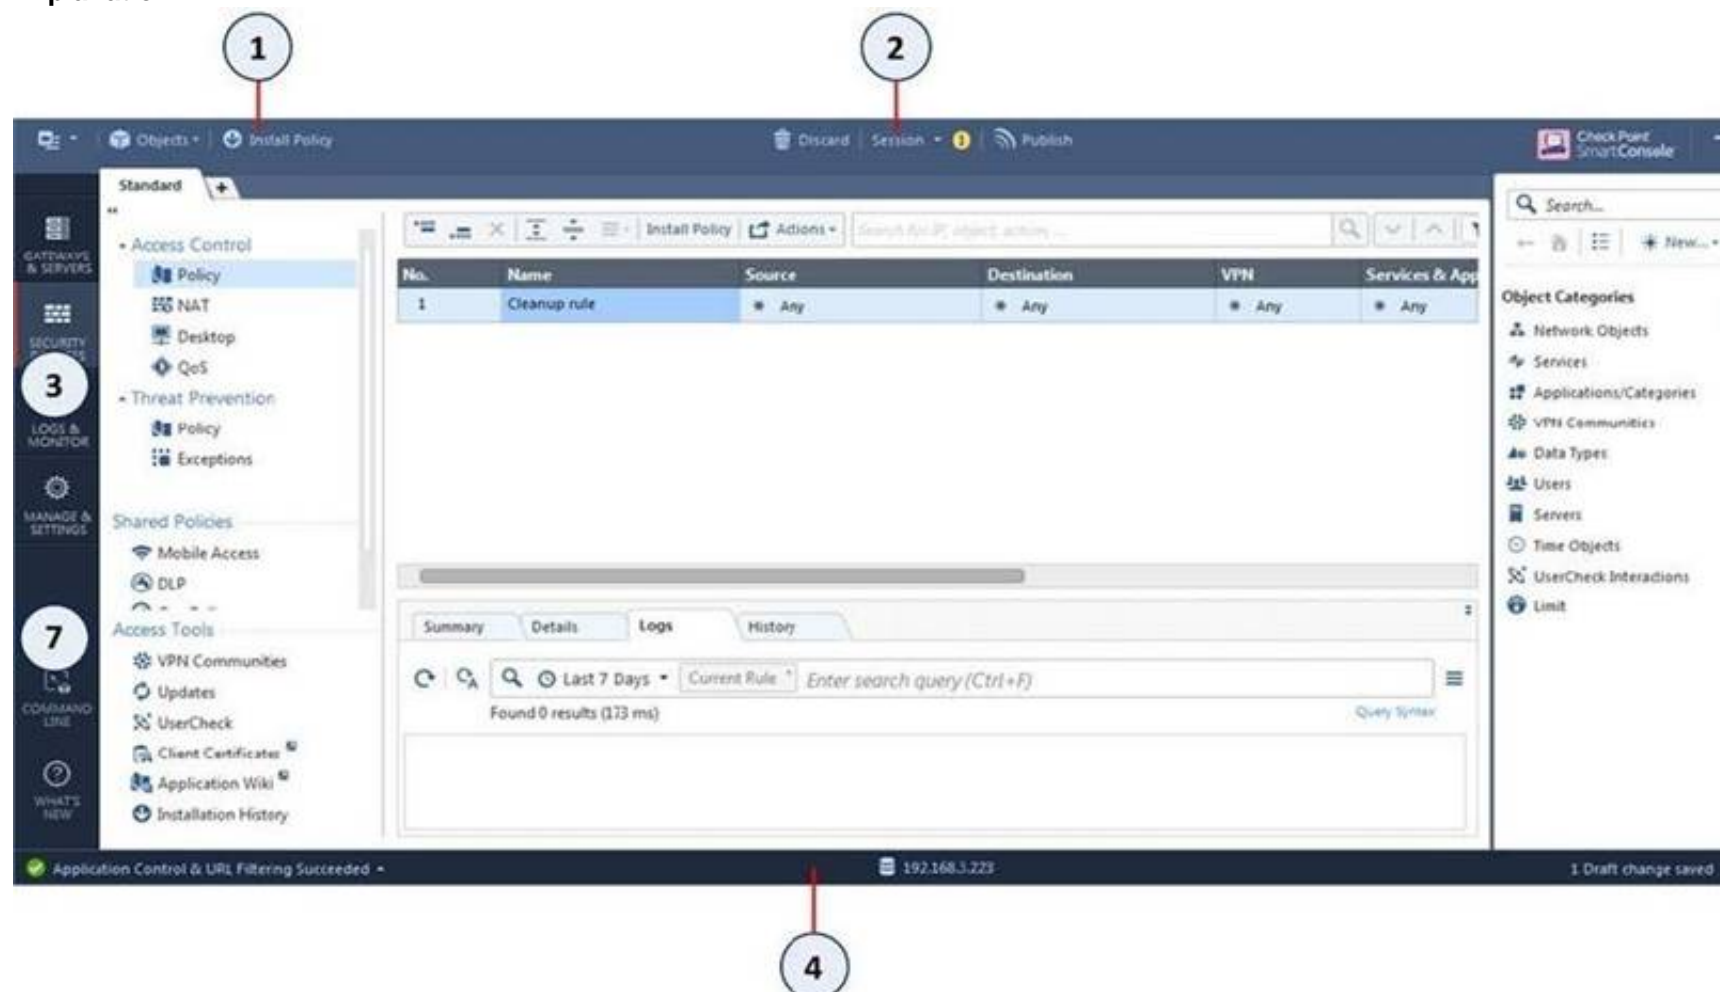 1
2
Objects
Install Policy
Discard
Session
Publish
Check Point
SmartConsole
Standard
+
GATEWAYS
& SERVERS
SECURITY
3
LOGS &
MONITOR
MANAGE &
SETTINGS
7
COMMAND
LINE
WHAT'S
NEW
Access Control
Policy
NAT
Desktop
QoS
Threat Prevention
Policy
Exceptions
Shared Policies
Mobile Access
DLP
Access Tools
VPN Communities
Updates
UserCheck
Client Certificates
Application Wiki
Installation History
Install Policy
Actions
Search for IP, object, action, ...
No. Name Source Destination VPN Services & App
1 Cleanup rule Any Any Any Any
Summary Details Logs History
Last 7 Days Current Rule Enter search query (Ctrl+F)
Found 0 results (173 ms) Query Syntax
Search...
New...
Object Categories
Network Objects
Services
Applications/Categories
VPN Communities
Data Types
Users
Servers
Time Objects
UserCheck Interactions
Limit
Application Control & URL Filtering Succeeded 192.168.3.223 1 Draft change saved
4